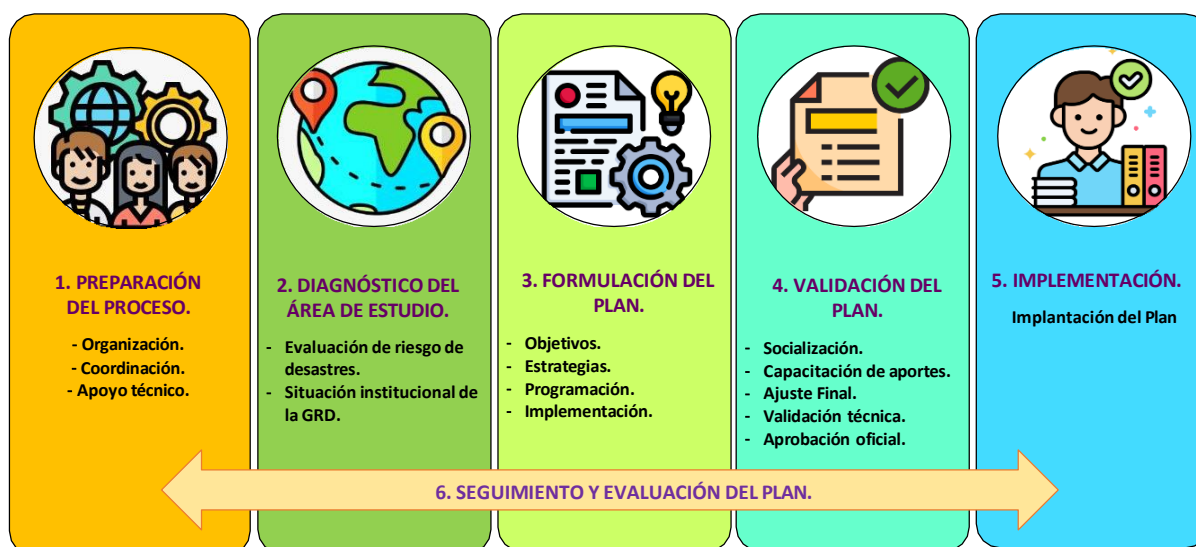 1. PREPARACIÓN
DEL PROCESO.
- Organización.
- Coordinación.
- Apoyo técnico.
2. DIAGNÓSTICO DEL
ÁREA DE ESTUDIO.
- Evaluación de riesgo de
desastres.
- Situación institucional de
la GRD.
3. FORMULACIÓN DEL
PLAN.
- Objetivos.
- Estrategias.
- Programación.
- Implementación.
4. VALIDACIÓN DEL
PLAN.
- Socialización.
- Capacitación de aportes.
- Ajuste Final.
- Validación técnica.
- Aprobación oficial.
5. IMPLEMENTACIÓN.
Implantación del Plan
6. SEGUIMIENTO Y EVALUACIÓN DEL PLAN.